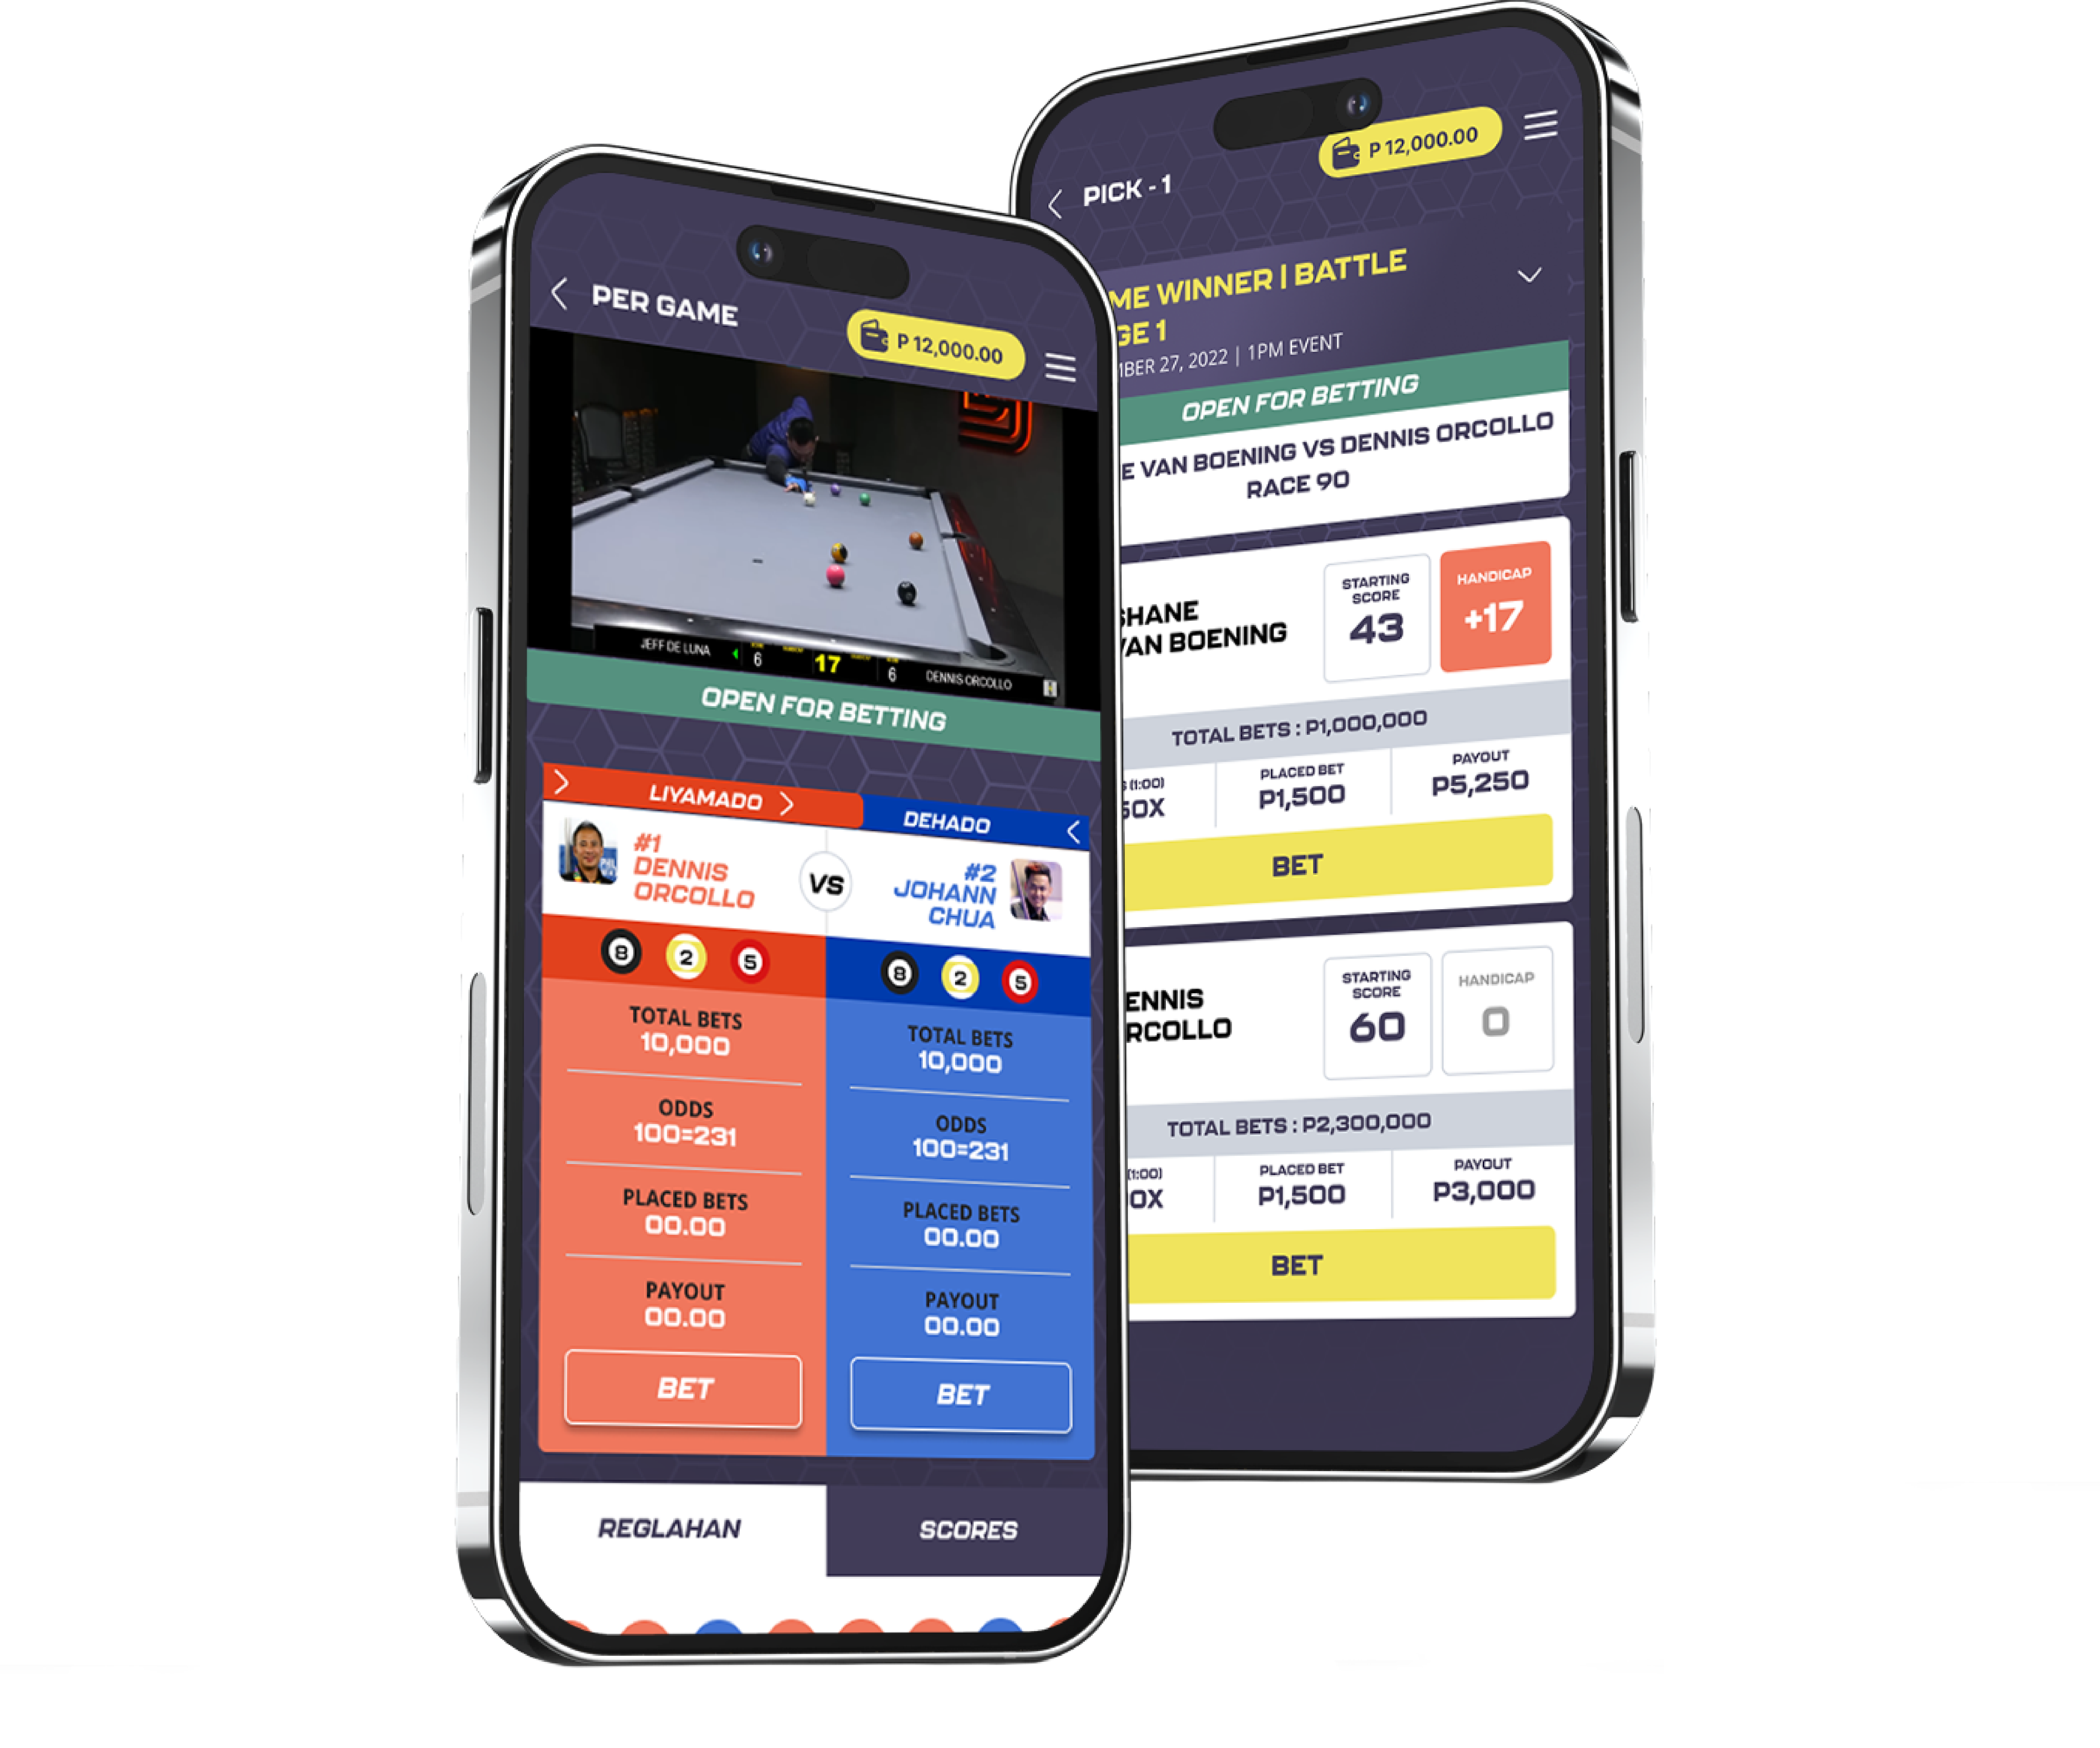 PER GAME
P 12,000.00
JEFF DE LUNA 6 17 6 DENNIS ORCOLLO
OPEN FOR BETTING
LIYAMADO
DEHADO
#1
DENNIS
ORCOLLO
VS
#2
JOHANN
CHUA
8 2 5
8 2 5
TOTAL BETS
10,000
ODDS
100=231
PLACED BETS
00.00
PAYOUT
00.00
BET
TOTAL BETS
10,000
ODDS
100=231
PLACED BETS
00.00
PAYOUT
00.00
BET
REGLAHAN
SCORES
PICK - 1
P 12,000.00
ME WINNER | BATTLE
GE 1
MBER 27, 2022 | 1PM EVENT
OPEN FOR BETTING
E VAN BOENING VS DENNIS ORCOLLO
RACE 90
SHANE
VAN BOENING
STARTING
SCORE
43
HANDICAP
+17
TOTAL BETS : P1,000,000
(1:00)
50X
PLACED BET
P1,500
PAYOUT
P5,250
BET
ENNIS
RCOLLO
STARTING
SCORE
60
HANDICAP
0
TOTAL BETS : P2,300,000
(1:00)
0X
PLACED BET
P1,500
PAYOUT
P3,000
BET